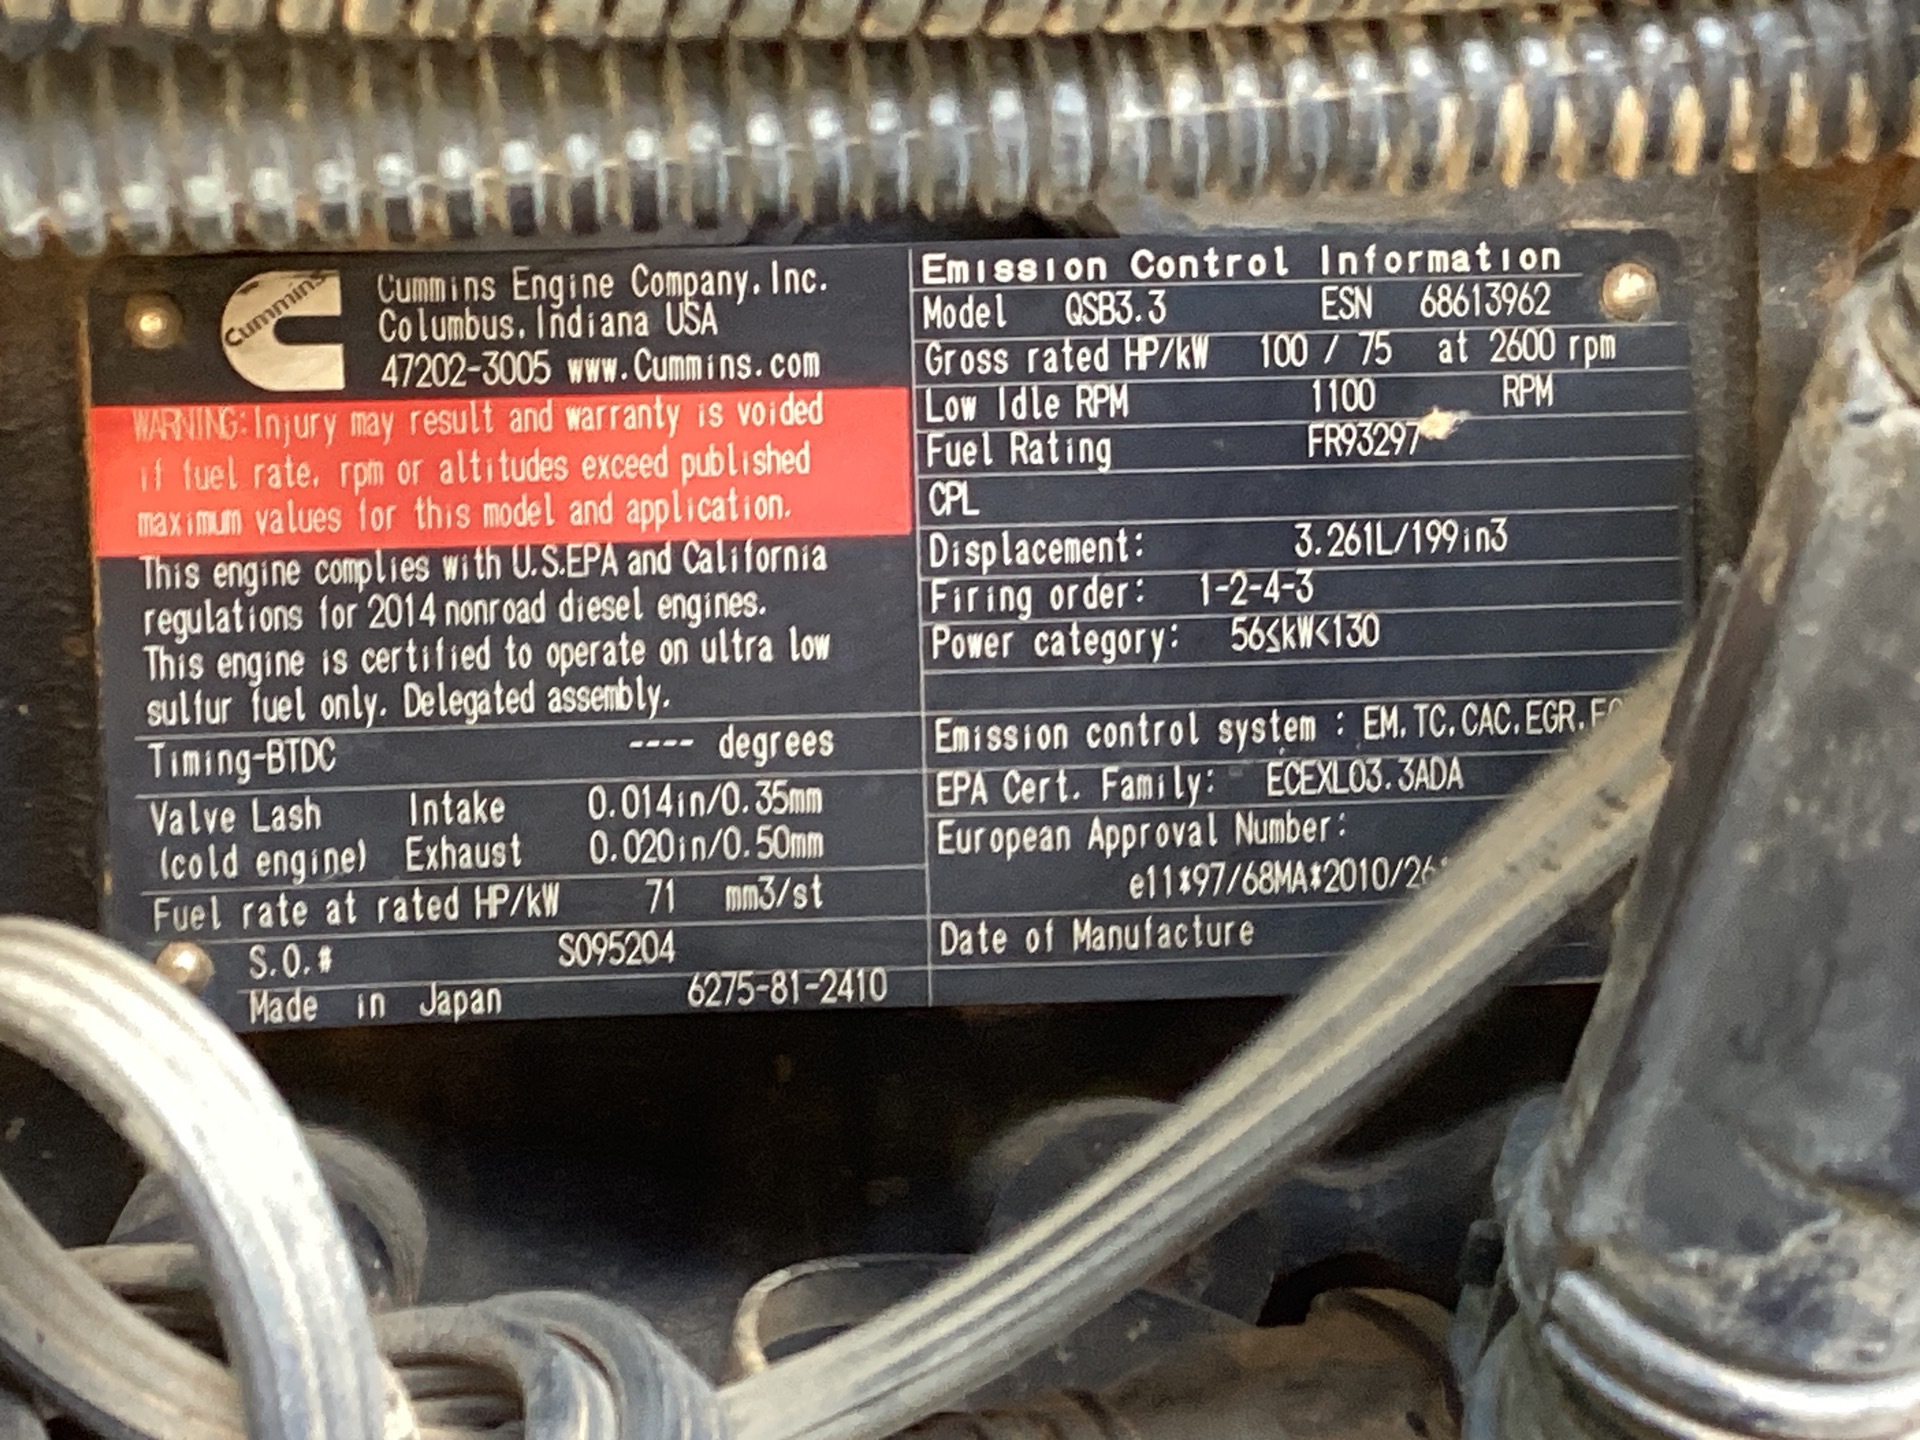 Cummins
Cummins Engine Company, Inc.
Columbus, Indiana USA
47202-3005 www.Cummins.com
WARNING: Injury may result and warranty is voided
if fuel rate, rpm or altitudes exceed published
maximum values for this model and application.
This engine complies with U.S.EPA and California
regulations for 2014 nonroad diesel engines.
This engine is certified to operate on ultra low
sulfur fuel only. Delegated assembly.
Timing-BTDC ---- degrees
Valve Lash Intake 0.014in/0.35mm
(cold engine) Exhaust 0.020in/0.50mm
Fuel rate at rated HP/kW 71 mm3/st
S.O.# S095204
Made in Japan 6275-81-2410
Emission Control Information
Model QSB3.3 ESN 68613962
Gross rated HP/kW 100 / 75 at 2600 rpm
Low Idle RPM 1100 RPM
Fuel Rating FR93297
CPL
Displacement: 3.261L/199in3
Firing order: 1-2-4-3
Power category: 56≤kW<130
Emission control system : EM, TC, CAC, EGR,
EPA Cert. Family: ECEXL03.3ADA
European Approval Number:
e11*97/68MA*2010/26
Date of Manufacture